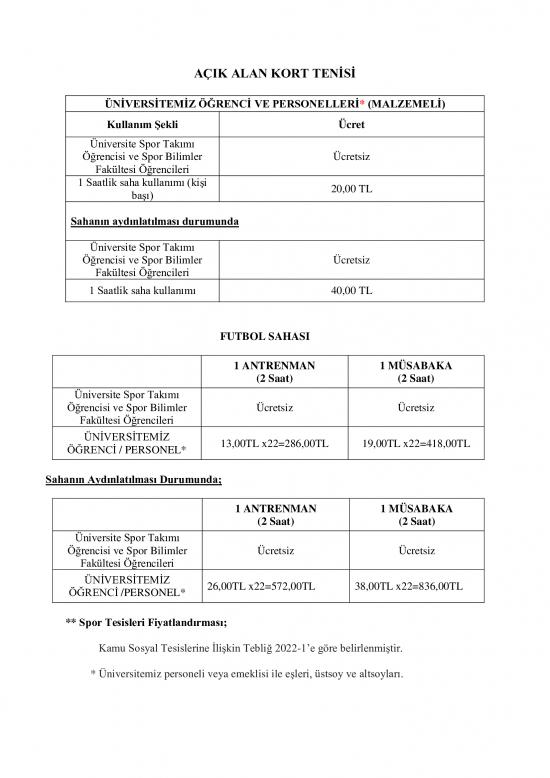 AÇIK ALAN KORT TENİSİ
ÜNİVERSİTEMİZ ÖĞRENCİ VE PERSONELLERİ* (MALZEMELİ)
Kullanım Şekli Ücret
Üniversite Spor Takımı
Öğrencisi ve Spor Bilimler
Fakültesi Öğrencileri
Ücretsiz
1 Saatlik saha kullanımı (kişi
başı)
20,00 TL
Sahanın aydınlatılması durumunda
Üniversite Spor Takımı
Öğrencisi ve Spor Bilimler
Fakültesi Öğrencileri
Ücretsiz
1 Saatlik saha kullanımı 40,00 TL
FUTBOL SAHASI
1 ANTRENMAN
(2 Saat)
1 MÜSABAKA
(2 Saat)
Üniversite Spor Takımı
Öğrencisi ve Spor Bilimler
Fakültesi Öğrencileri
Ücretsiz Ücretsiz
ÜNİVERSİTEMİZ
ÖĞRENCİ / PERSONEL*
13,00TL x22=286,00TL 19,00TL x22=418,00TL
Sahanın Aydınlatılması Durumunda;
1 ANTRENMAN
(2 Saat)
1 MÜSABAKA
(2 Saat)
Üniversite Spor Takımı
Öğrencisi ve Spor Bilimler
Fakültesi Öğrencileri
Ücretsiz Ücretsiz
ÜNİVERSİTEMİZ
ÖĞRENCİ /PERSONEL*
26,00TL x22=572,00TL 38,00TL x22=836,00TL
** Spor Tesisleri Fiyatlandırması;
Kamu Sosyal Tesislerine İlişkin Tebliğ 2022-1’e göre belirlenmiştir.
* Üniversitemiz personeli veya emeklisi ile eşleri, üstsoy ve altsoyları.